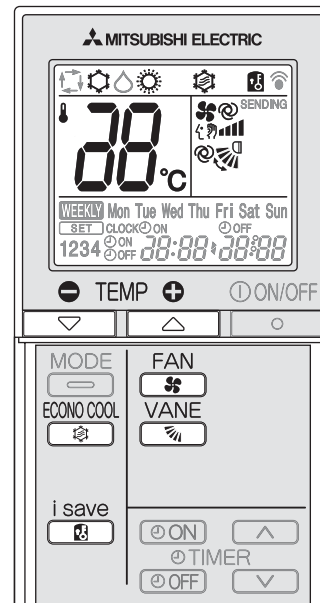 MITSUBISHI ELECTRIC
SENDING
88°C
WEEKLY Mon Tue Wed Thu Fri Sat Sun
SET CLOCK ON OFF
1234 ON OFF 88:88 88:88
TEMP ON/OFF
MODE FAN
ECONO COOL VANE
i save
ON
TIMER
OFF